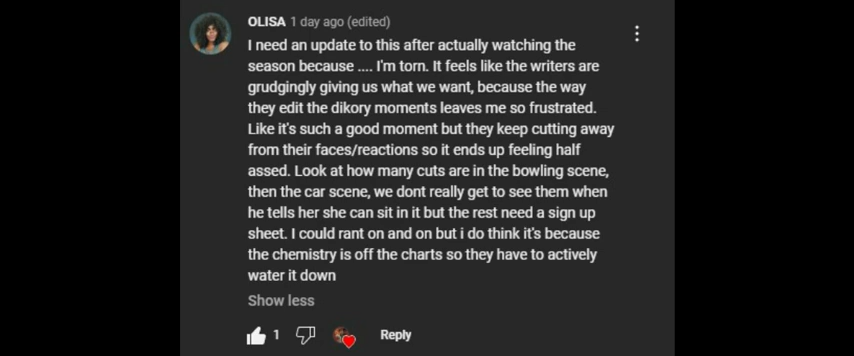 OLISA 1 day ago (edited)
I need an update to this after actually watching the
season because .... I'm torn. It feels like the writers are
grudgingly giving us what we want, because the way
they edit the dikory moments leaves me so frustrated.
Like it's such a good moment but they keep cutting away
from their faces/reactions so it ends up feeling half
assed. Look at how many cuts are in the bowling scene,
then the car scene, we dont really get to see them when
he tells her she can sit in it but the rest need a sign up
sheet. I could rant on and on but i do think it's because
the chemistry is off the charts so they have to actively
water it down
Show less
1 Reply